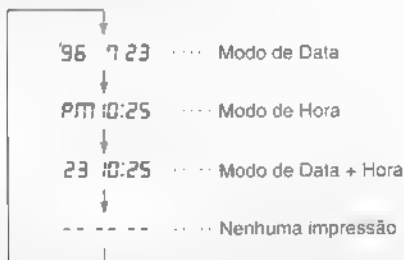 '96 7 23 ····· Modo de Data
PM 10:25 ····· Modo de Hora
23 10:25 ····· Modo de Data + Hora
-- -- -- ····· Nenhuma impressão